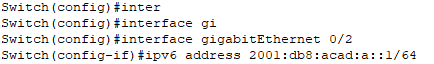 Switch(config)#inter
Switch(config)#interface gi
Switch(config)#interface gigabitEthernet 0/2
Switch(config-if)#ipv6 address 2001:db8:acad:a::1/64